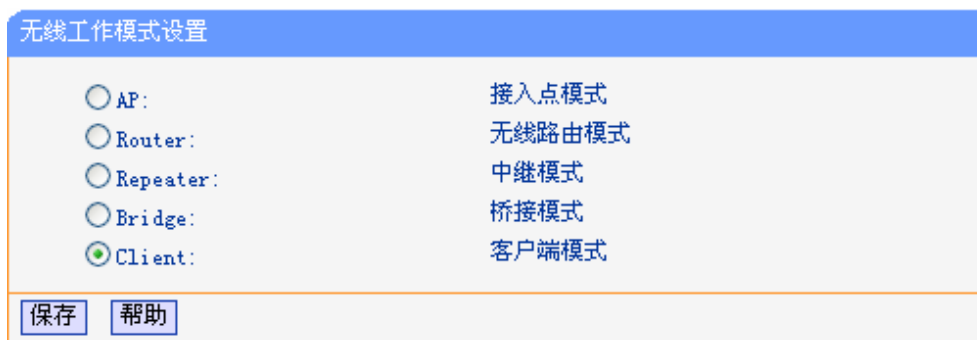 无线工作模式设置
AP: 接入点模式
Router: 无线路由模式
Repeater: 中继模式
Bridge: 桥接模式
Client: 客户端模式
保存 帮助